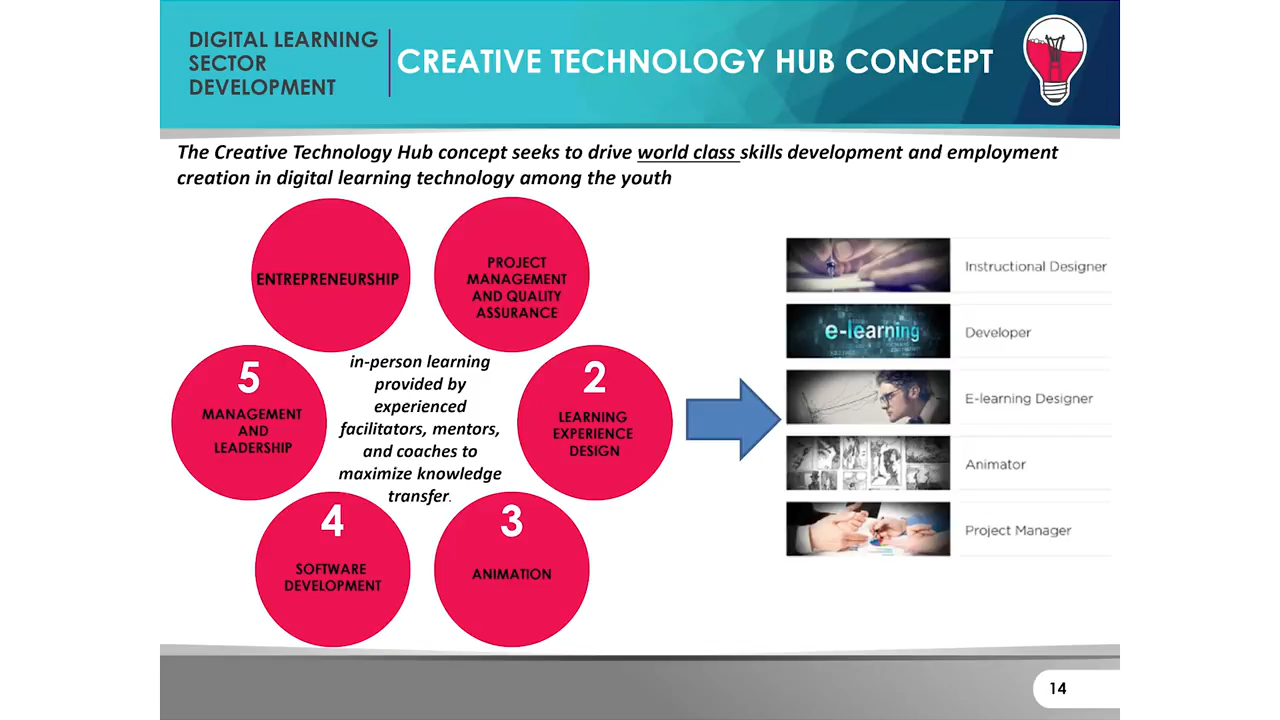 DIGITAL LEARNING
SECTOR
DEVELOPMENT
CREATIVE TECHNOLOGY HUB CONCEPT
The Creative Technology Hub concept seeks to drive world class skills development and employment
creation in digital learning technology among the youth
ENTREPRENEURSHIP
PROJECT
MANAGEMENT
AND QUALITY
ASSURANCE
5
MANAGEMENT
AND
LEADERSHIP
in-person learning
provided by
experienced
facilitators, mentors,
and coaches to
maximize knowledge
transfer.
2
LEARNING
EXPERIENCE
DESIGN
4
SOFTWARE
DEVELOPMENT
3
ANIMATION
Instructional Designer
e-learning
Developer
E-learning Designer
Animator
Project Manager
14